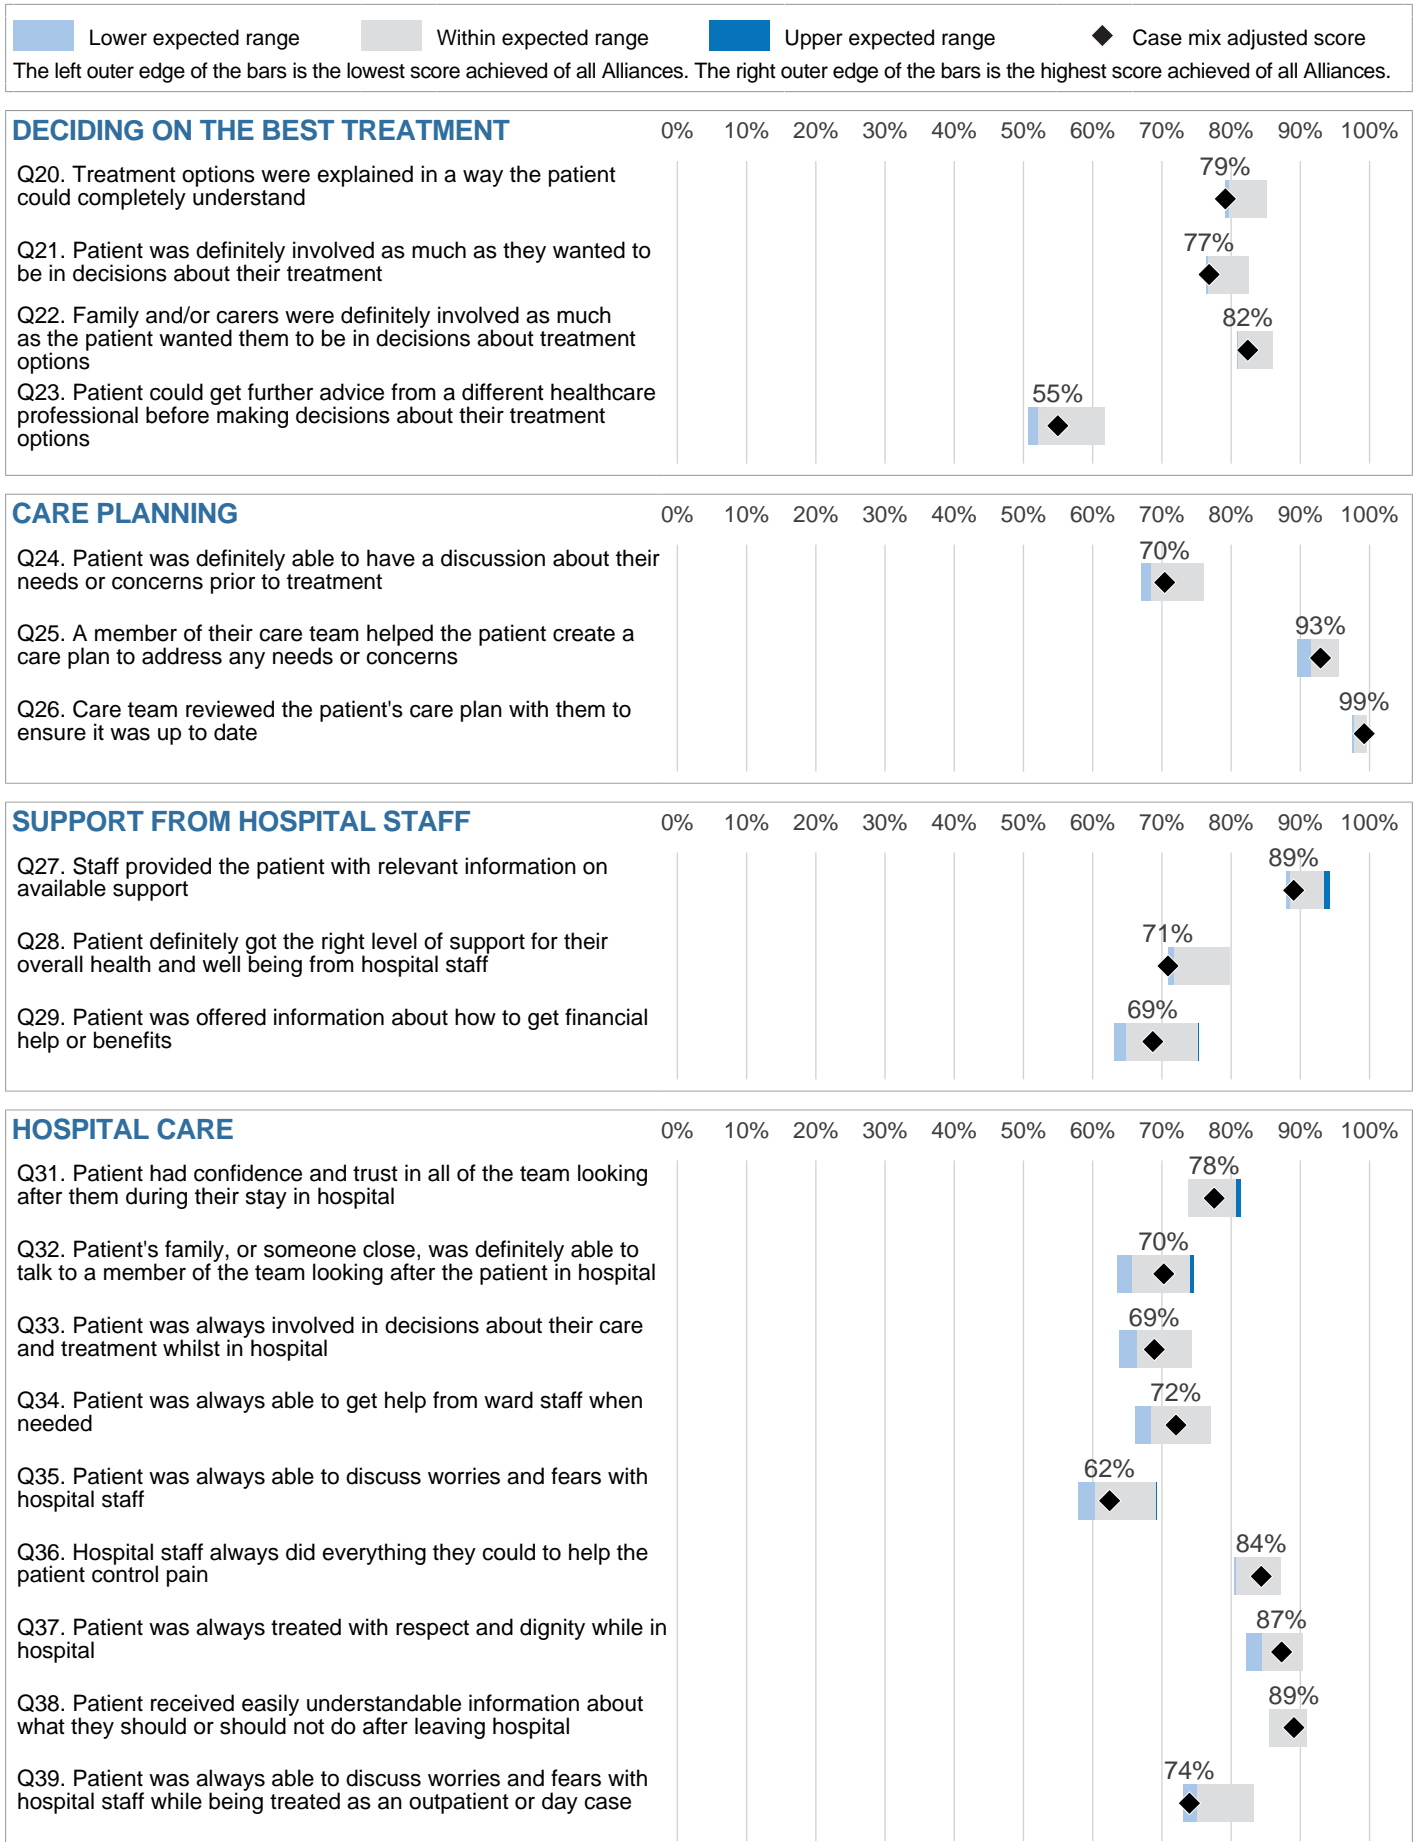 Lower expected range Within expected range Upper expected range Case mix adjusted score
The left outer edge of the bars is the lowest score achieved of all Alliances. The right outer edge of the bars is the highest score achieved of all Alliances.
DECIDING ON THE BEST TREATMENT 0% 10% 20% 30% 40% 50% 60% 70% 80% 90% 100%
Q20. Treatment options were explained in a way the patient
could completely understand
79%
Q21. Patient was definitely involved as much as they wanted to
be in decisions about their treatment
77%
Q22. Family and/or carers were definitely involved as much
as the patient wanted them to be in decisions about treatment
options
82%
Q23. Patient could get further advice from a different healthcare
professional before making decisions about their treatment
options
55%
CARE PLANNING 0% 10% 20% 30% 40% 50% 60% 70% 80% 90% 100%
Q24. Patient was definitely able to have a discussion about their
needs or concerns prior to treatment
70%
Q25. A member of their care team helped the patient create a
care plan to address any needs or concerns
93%
Q26. Care team reviewed the patient's care plan with them to
ensure it was up to date
99%
SUPPORT FROM HOSPITAL STAFF 0% 10% 20% 30% 40% 50% 60% 70% 80% 90% 100%
Q27. Staff provided the patient with relevant information on
available support
89%
Q28. Patient definitely got the right level of support for their
overall health and well being from hospital staff
71%
Q29. Patient was offered information about how to get financial
help or benefits
69%
HOSPITAL CARE 0% 10% 20% 30% 40% 50% 60% 70% 80% 90% 100%
Q31. Patient had confidence and trust in all of the team looking
after them during their stay in hospital
78%
Q32. Patient's family, or someone close, was definitely able to
talk to a member of the team looking after the patient in hospital
70%
Q33. Patient was always involved in decisions about their care
and treatment whilst in hospital
69%
Q34. Patient was always able to get help from ward staff when
needed
72%
Q35. Patient was always able to discuss worries and fears with
hospital staff
62%
Q36. Hospital staff always did everything they could to help the
patient control pain
84%
Q37. Patient was always treated with respect and dignity while in
hospital
87%
Q38. Patient received easily understandable information about
what they should or should not do after leaving hospital
89%
Q39. Patient was always able to discuss worries and fears with
hospital staff while being treated as an outpatient or day case
74%